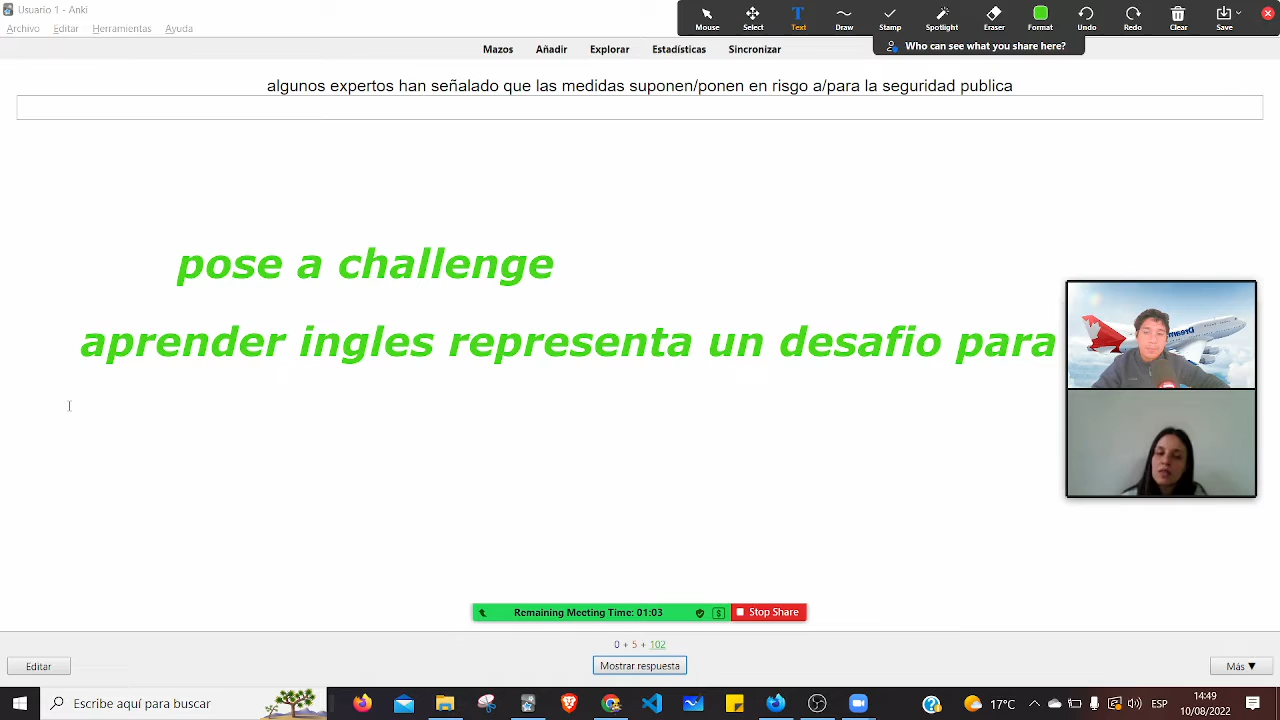 Usuario 1 - Anki
Archivo Editar Herramientas Ayuda
Mouse Select Text Draw Stamp Spotlight Eraser Format Undo Redo Clear Save
Who can see what you share here?
Mazos Añadir Explorar Estadísticas Sincronizar
algunos expertos han señalado que las medidas suponen/ponen en risgo a/para la seguridad publica
pose a challenge
aprender ingles representa un desafio para
Remaining Meeting Time: 01:03 Stop Share
0 + 5 + 102
Editar Mostrar respuesta Más ▼
Escribe aquí para buscar
17°C ESP 14:49
10/08/2022